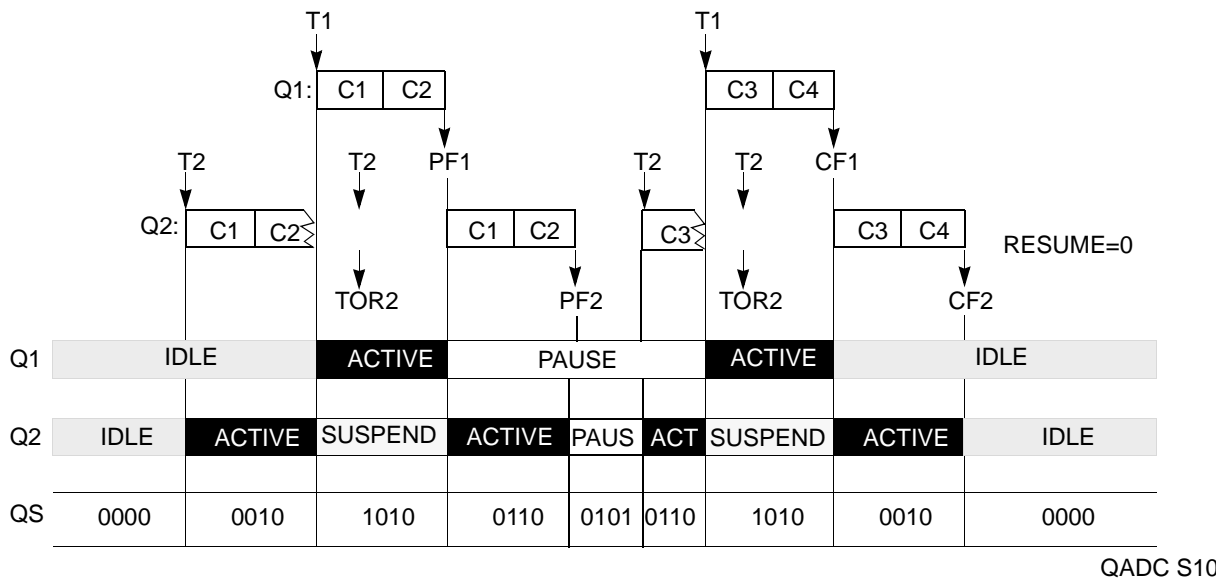 T1 T1
Q1: C1 C2 C3 C4
T2 T2 PF1 T2 T2 CF1
Q2: C1 C2 C1 C2 C3 C3 C4 RESUME=0
TOR2 PF2 TOR2 CF2
Q1 IDLE ACTIVE PAUSE ACTIVE IDLE
Q2 IDLE ACTIVE SUSPEND ACTIVE PAUS ACT SUSPEND ACTIVE IDLE
QS 0000 0010 1010 0110 0101 0110 1010 0010 0000
QADC S10